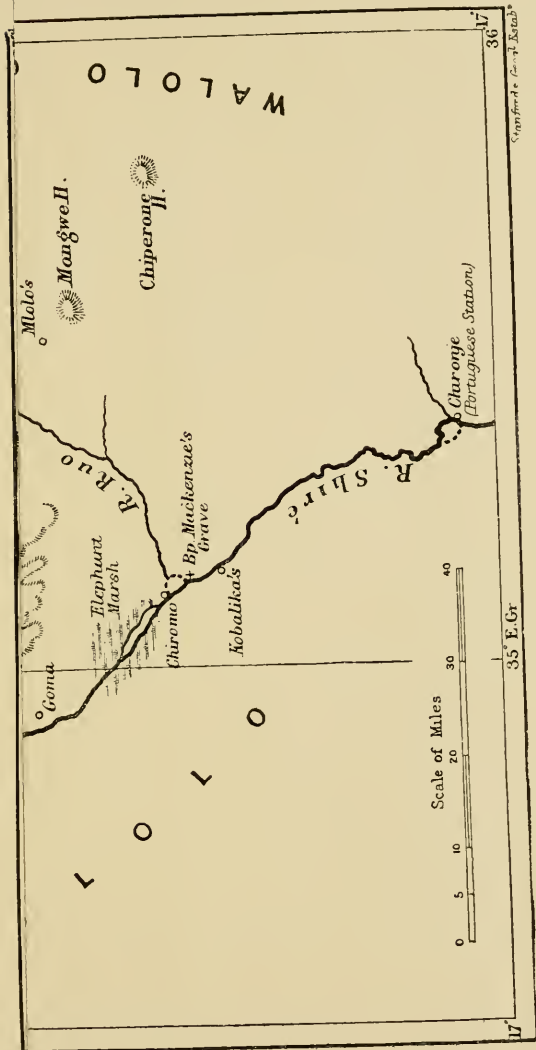 Goma
Mlolo's
Mongwe H.
Elephant
Marsh
R. Ruo
Chiperone
H.
WALOLO
LOLO
Chiromo
Bp. Mackenzie's
Grave
Kobalika's
R. Shiré
Chironje
(Portuguese Station)
Scale of Miles
0 5 10 20 30 40
17°
35° E.Gr
36
17°